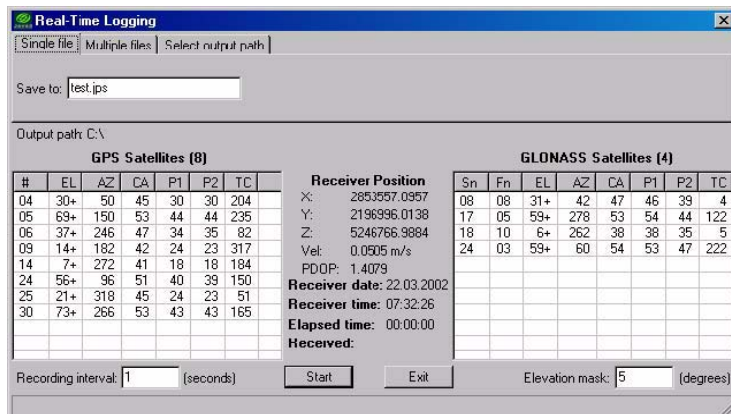 Real-Time Logging
Single file Multiple files Select output path
Save to: test.jps
Output path: C:\
GPS Satellites (8)
# EL AZ CA P1 P2 TC
04 30+ 50 45 30 30 204
05 69+ 150 53 44 44 235
06 37+ 246 47 34 35 82
09 14+ 182 42 24 23 317
14 7+ 272 41 18 18 184
24 56+ 96 51 40 39 150
25 21+ 318 45 24 23 51
30 73+ 266 53 43 43 165
Receiver Position
X: 2853557.0957
Y: 2196996.0138
Z: 5246766.9884
Vel: 0.0505 m/s
PDOP: 1.4079
Receiver date: 22.03.2002
Receiver time: 07:32:26
Elapsed time: 00:00:00
Received:
GLONASS Satellites (4)
Sn Fn EL AZ CA P1 P2 TC
08 08 31+ 42 47 46 39 4
17 05 59+ 278 53 54 44 122
18 10 6+ 262 38 38 35 5
24 03 59+ 60 54 53 47 222
Recording interval: 1 (seconds)
Start Exit
Elevation mask: 5 (degrees)